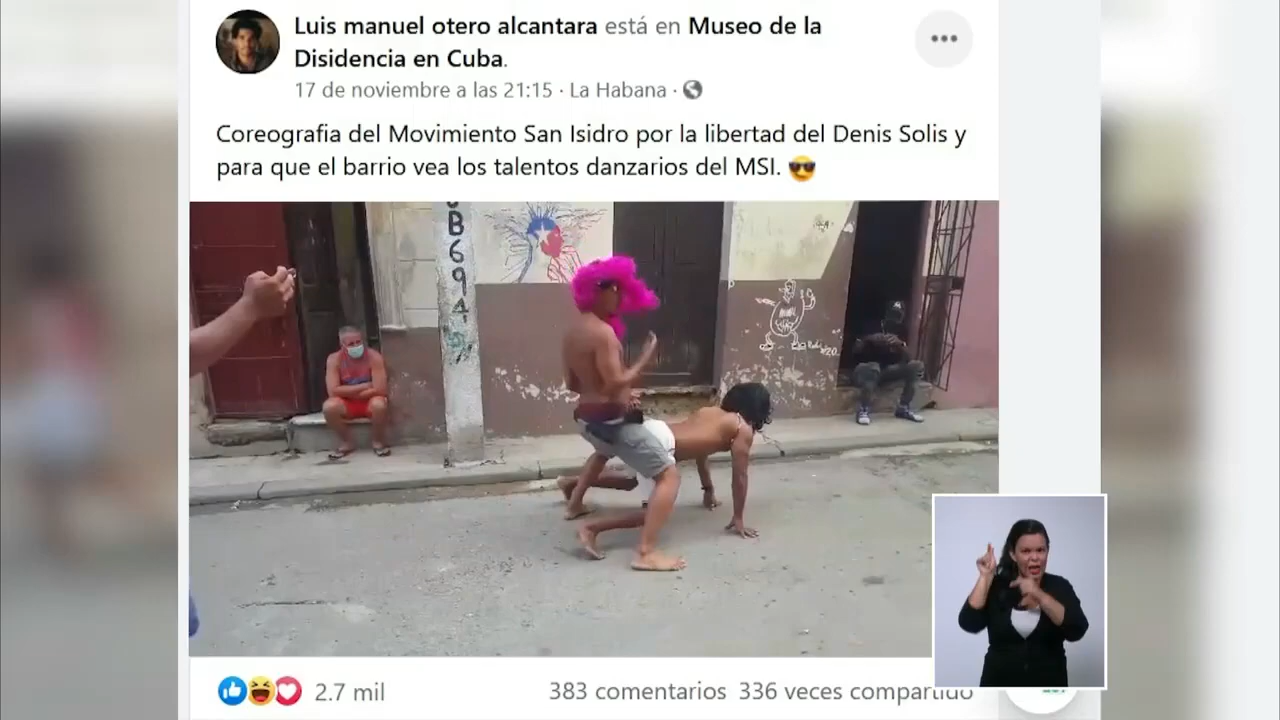 Luis manuel otero alcantara está en Museo de la
Disidencia en Cuba.
17 de noviembre a las 21:15 · La Habana ·
Coreografia del Movimiento San Isidro por la libertad del Denis Solis y
para que el barrio vea los talentos danzarios del MSI. 😎
B694
2.7 mil
383 comentarios 336 veces compartido